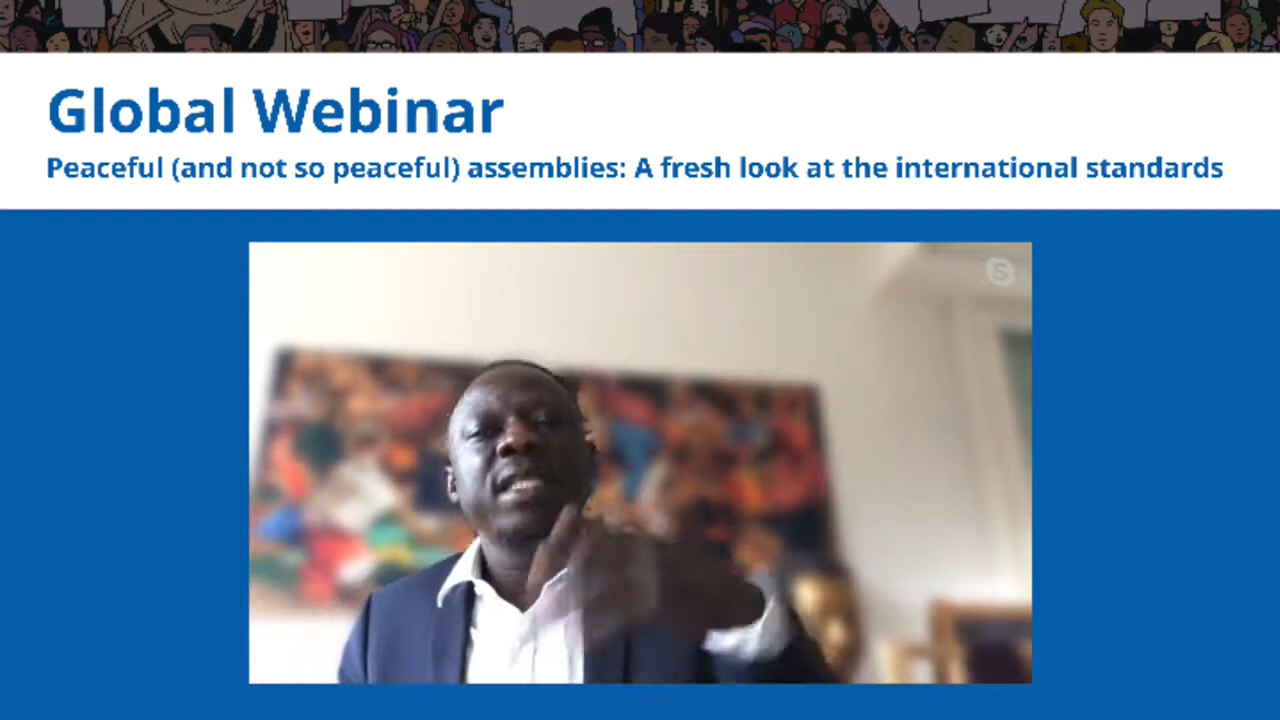 Global Webinar
Peaceful (and not so peaceful) assemblies: A fresh look at the international standards
S